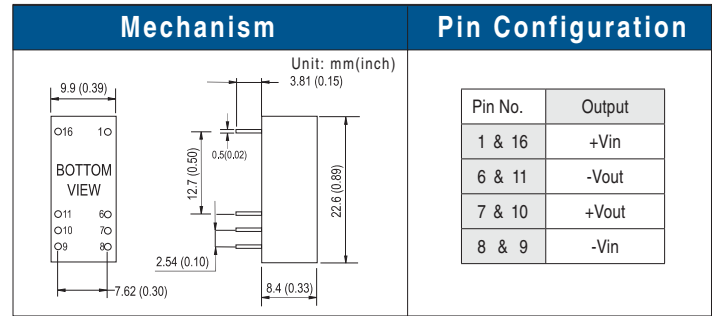 Mechanism
Pin Configuration
Unit: mm(inch)
3.81 (0.15)
9.9 (0.39)
16 1
0.5(0.02)
BOTTOM
VIEW
12.7 (0.50)
22.6 (0.89)
11 6
10 7
9 8
2.54 (0.10)
7.62 (0.30)
8.4 (0.33)
Pin No. Output
1 & 16 +Vin
6 & 11 -Vout
7 & 10 +Vout
8 & 9 -Vin